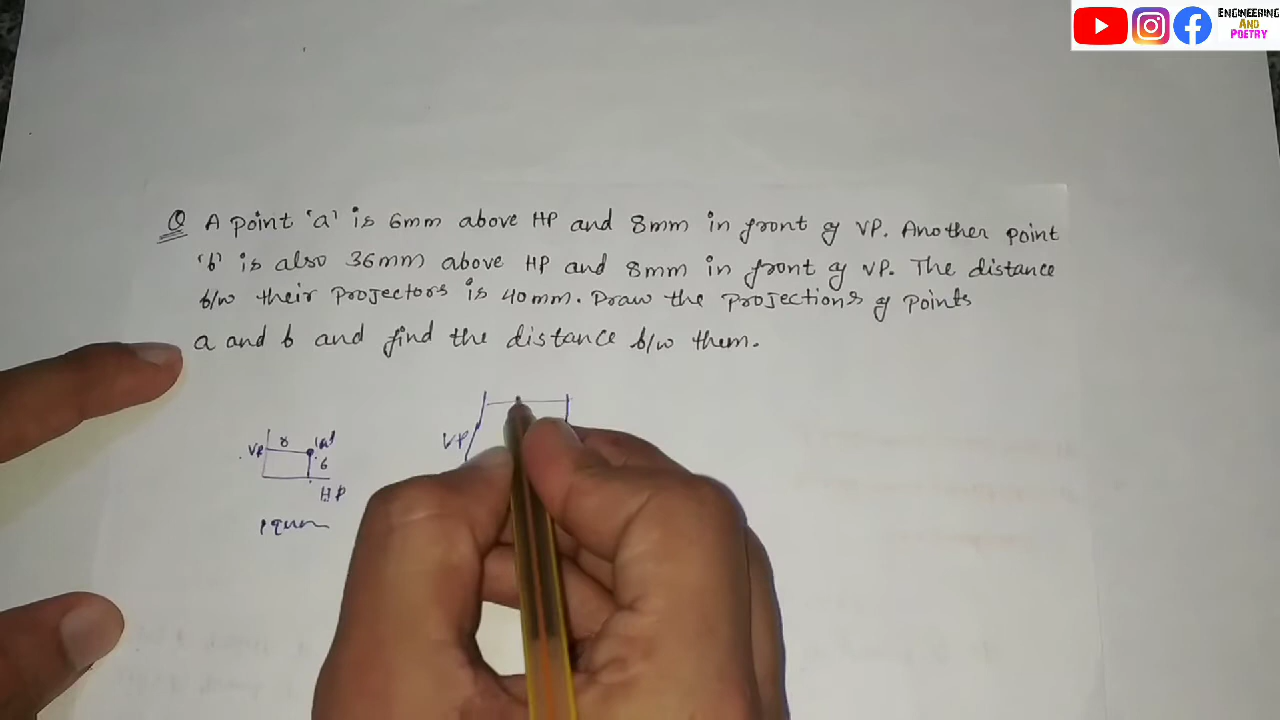 ENGINEERING
AND
POETRY
Q A point 'a' is 6mm above HP and 8mm in front of VP. Another point
'b' is also 36mm above HP and 8mm in front of VP. The distance
b/w their projectors is 40mm. Draw the projections of points
a and b and find the distance b/w them.
VP 8 'a'
6
HP
VP